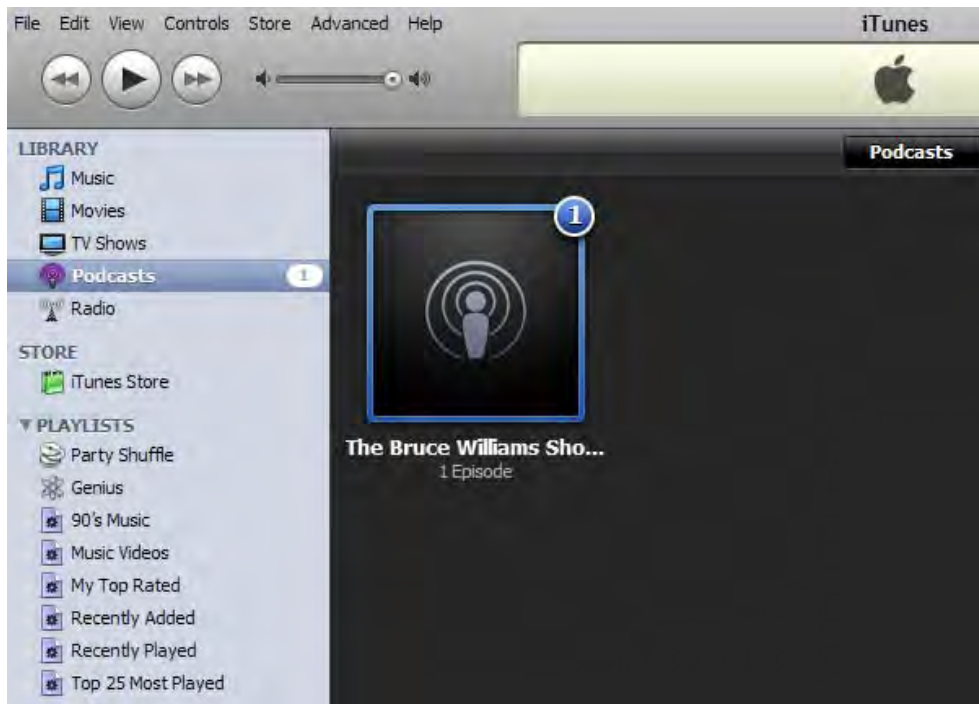 File Edit View Controls Store Advanced Help
iTunes
LIBRARY
Music
Movies
TV Shows
Podcasts 1
Radio
STORE
iTunes Store
PLAYLISTS
Party Shuffle
Genius
90's Music
Music Videos
My Top Rated
Recently Added
Recently Played
Top 25 Most Played
Podcasts
1
The Bruce Williams Sho...
1 Episode